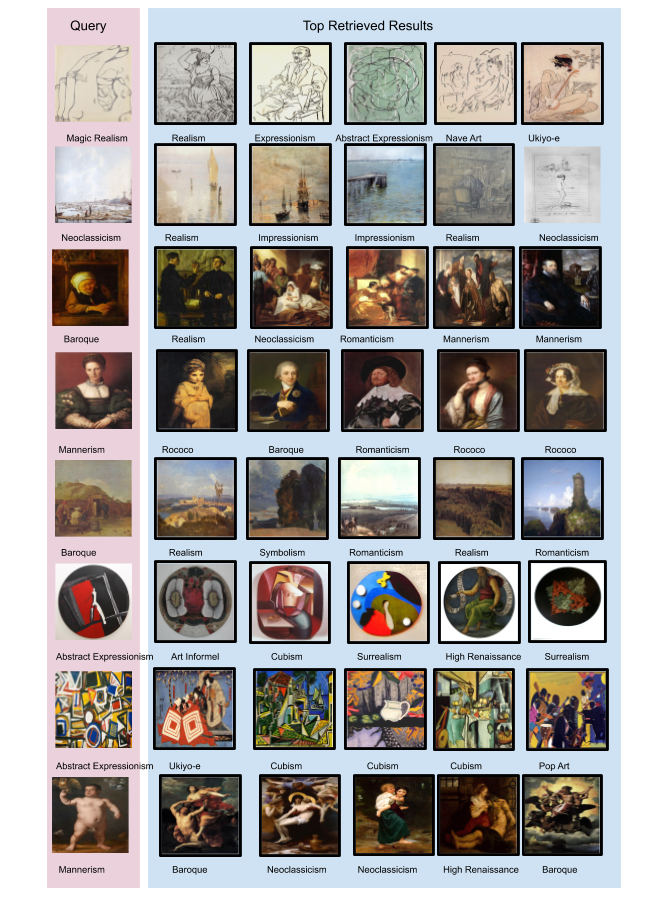 Query Top Retrieved Results
Magic Realism Realism Expressionism Abstract Expressionism Nave Art Ukiyo-e
Neoclassicism Realism Impressionism Impressionism Realism Neoclassicism
Baroque Realism Neoclassicism Romanticism Mannerism Mannerism
Mannerism Rococo Baroque Romanticism Rococo Rococo
Baroque Realism Symbolism Romanticism Realism Romanticism
Abstract Expressionism Art Informel Cubism Surrealism High Renaissance Surrealism
Abstract Expressionism Ukiyo-e Cubism Cubism Cubism Pop Art
Mannerism Baroque Neoclassicism Neoclassicism High Renaissance Baroque